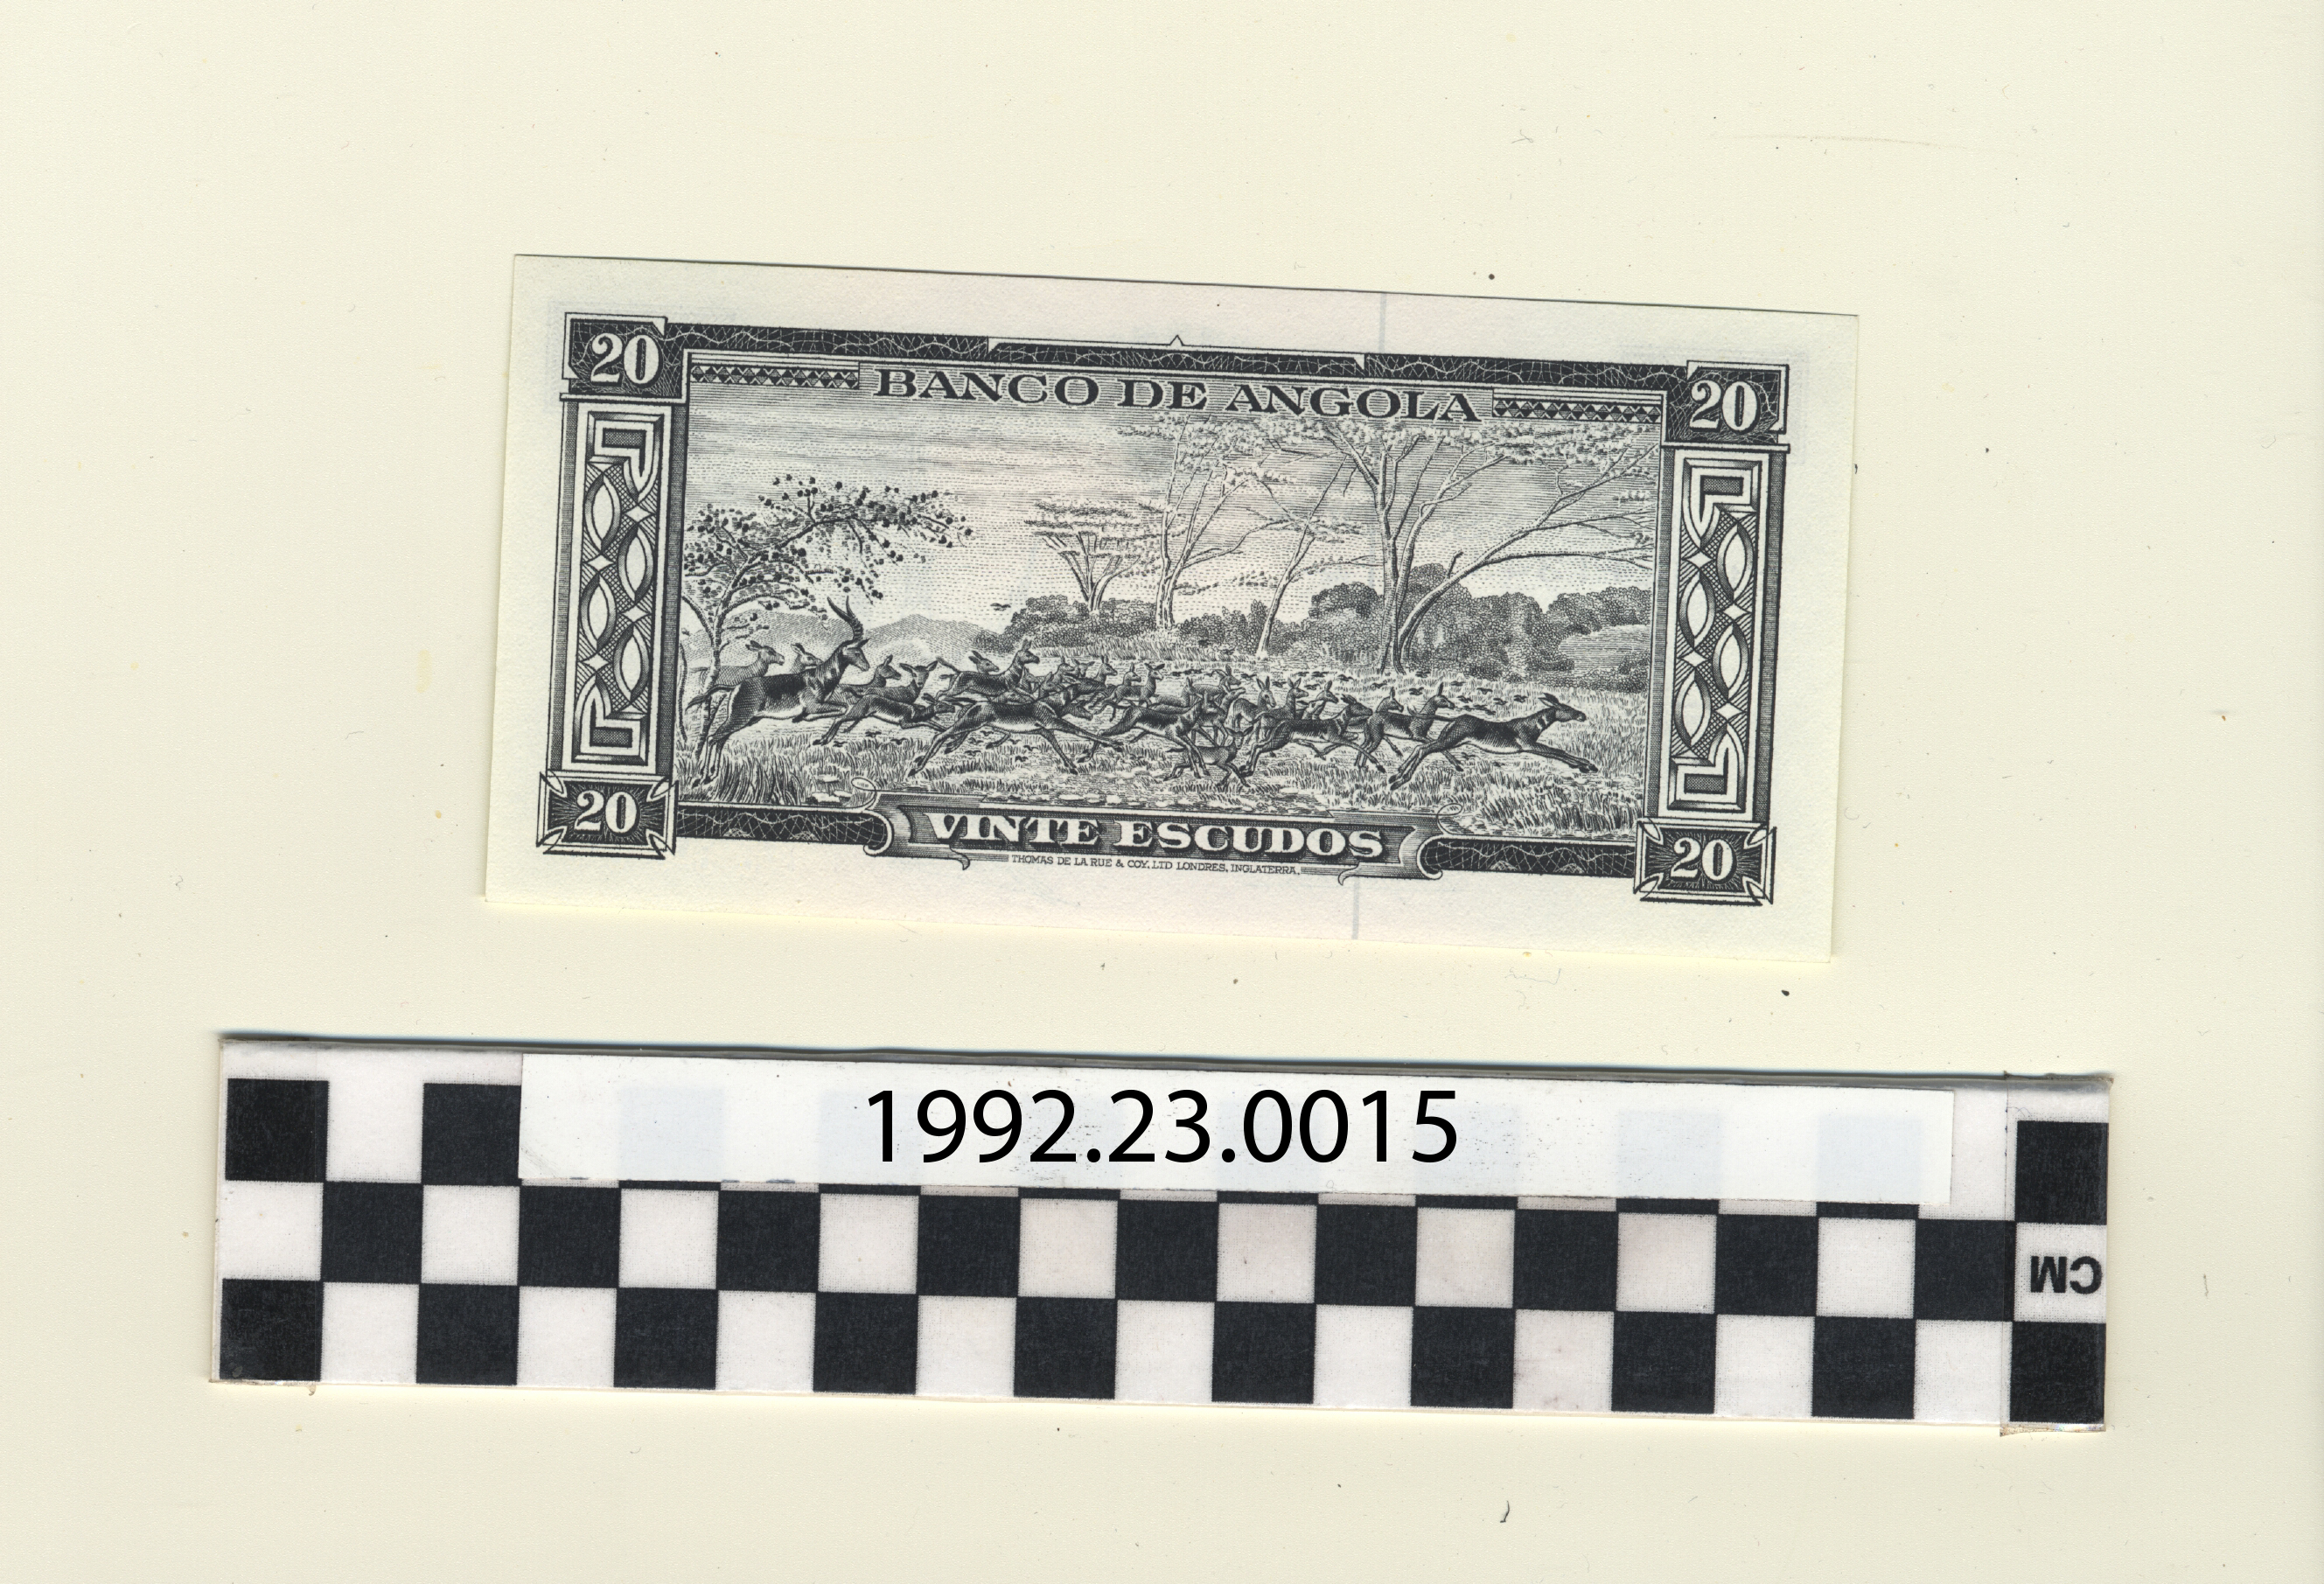 20 20
BANCO DE ANGOLA
20 VINTE ESCUDOS 20
THOMAS DE LA RUE & COY, LTD LONDRES, INGLATERRA.
1992.23.0015
CM